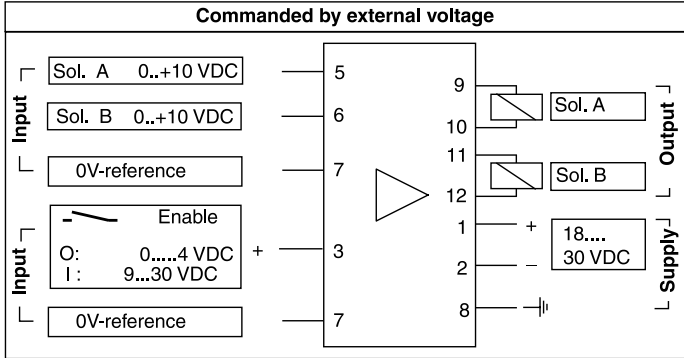 Commanded by external voltage
Input
Sol. A 0..+10 VDC
5
Sol. B 0..+10 VDC
6
0V-reference
7
Input
Enable
O: 0.....4 VDC
I : 9...30 VDC
+
3
0V-reference
7
9
10
Sol. A
11
12
Sol. B
Output
1
+
2
–
18....
30 VDC
8
Supply